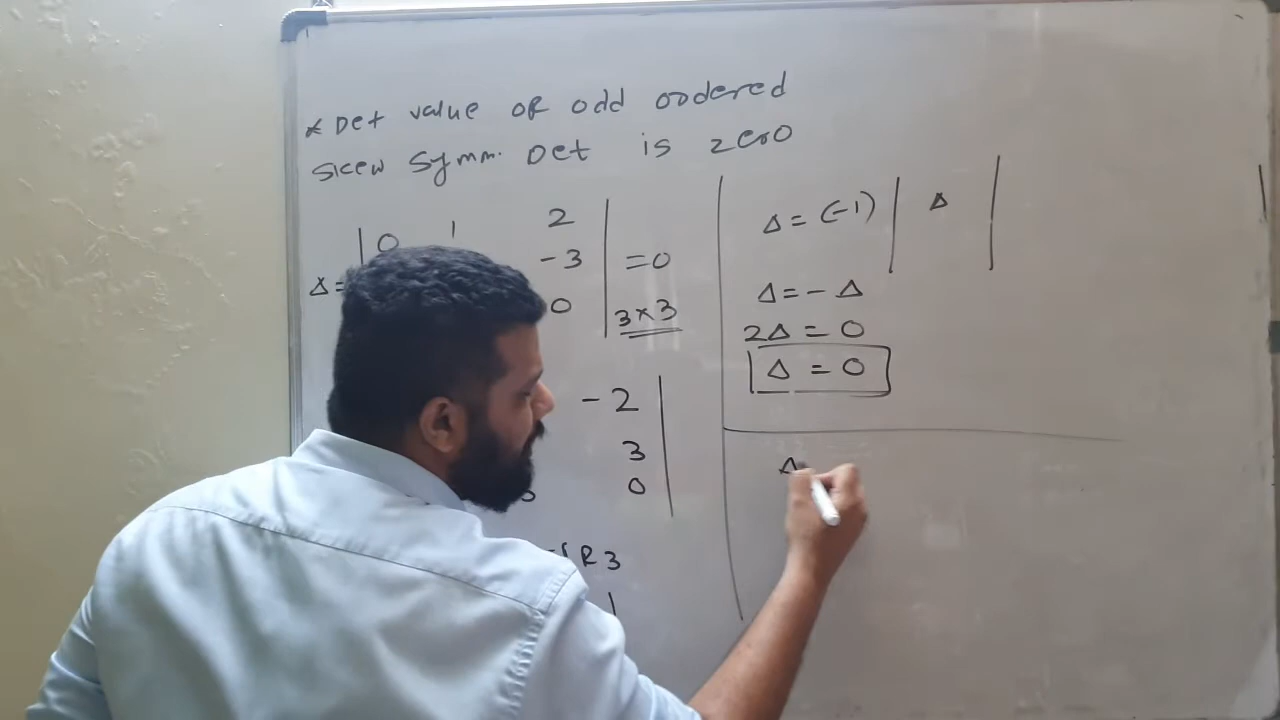 * Det value of odd ordered
skew symm. Det is zero
Δ = | 0 1 2 |
-3 | = 0
0 | 3×3
-2 |
3
0
R3
Δ = (-1) | Δ |
Δ = - Δ
2Δ = 0
Δ = 0
Δ